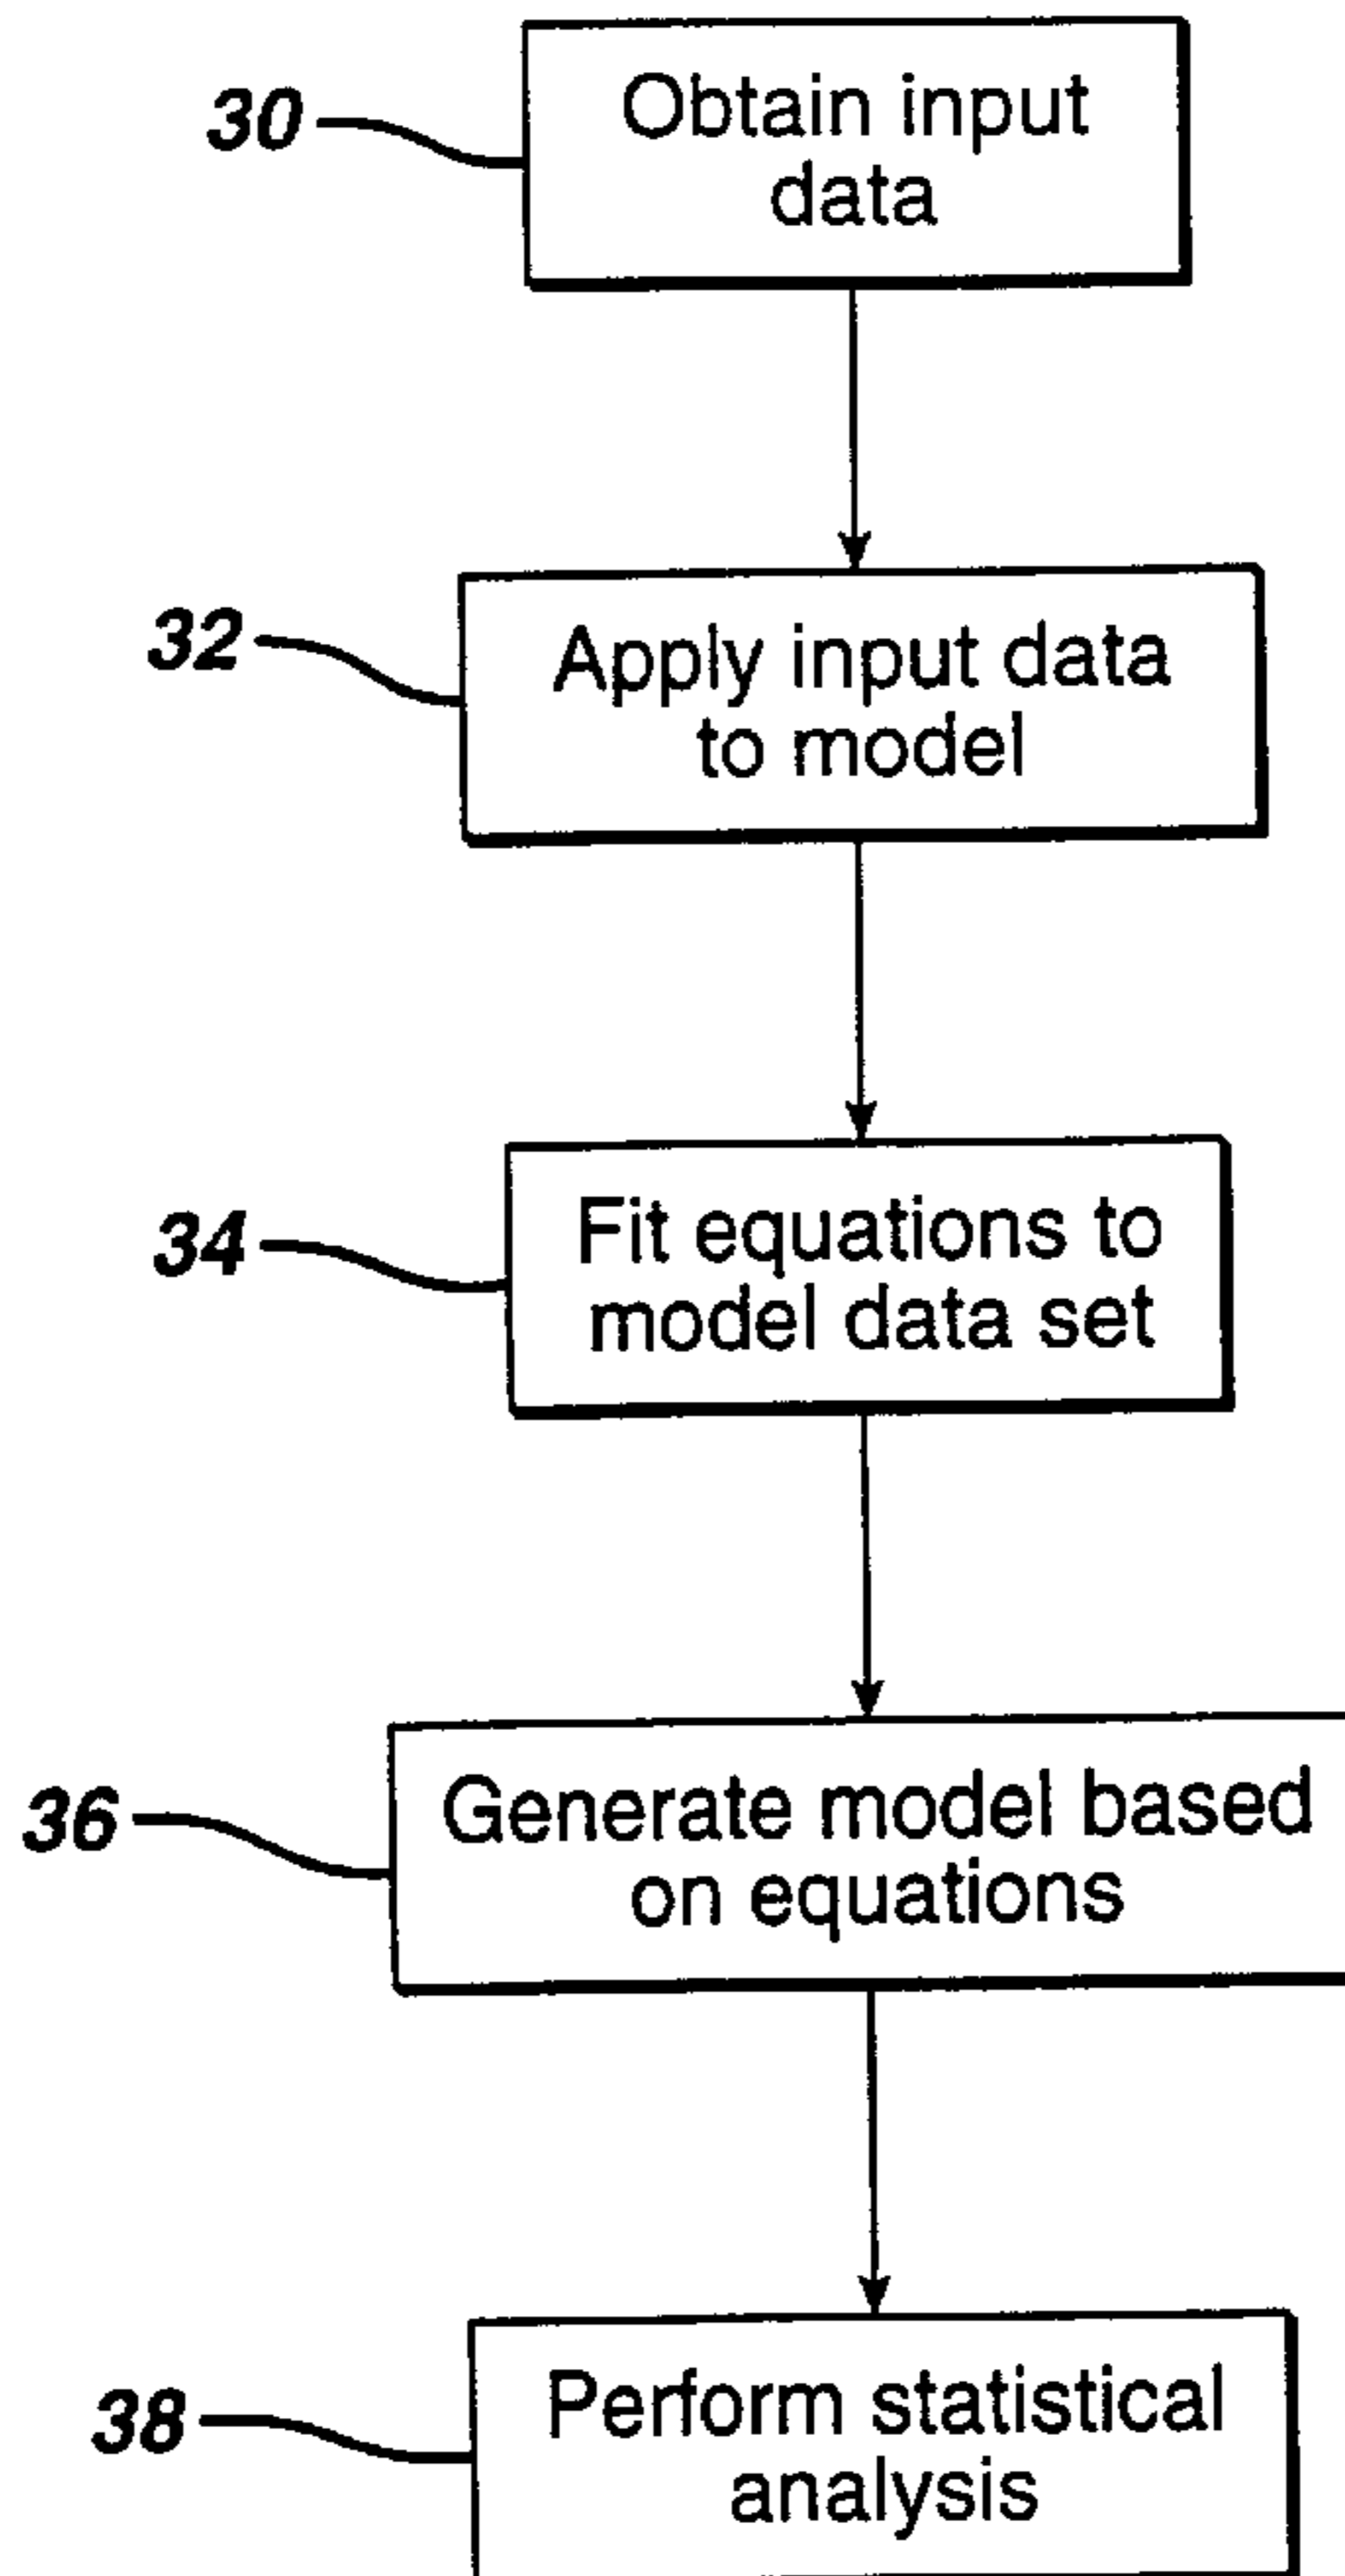 30
Obtain input
data
32
Apply input data
to model
34
Fit equations to
model data set
36
Generate model based
on equations
38
Perform statistical
analysis